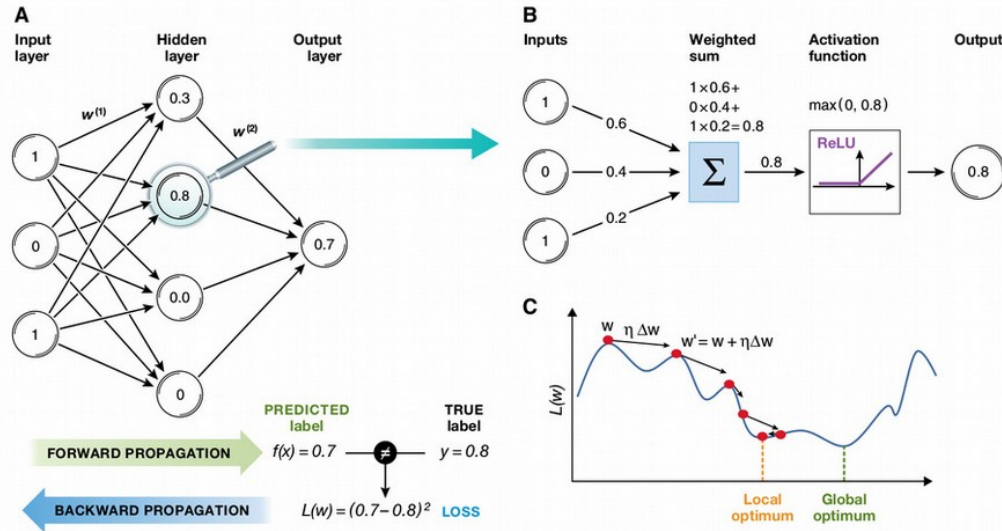 A
Input
layer
Hidden
layer
Output
layer
w(1)
w(2)
1
0
1
0.3
0.8
0.0
0
0.7
FORWARD PROPAGATION
BACKWARD PROPAGATION
PREDICTED
label
TRUE
label
f(x) = 0.7
≠
y = 0.8
L(w) = (0.7 – 0.8)²
LOSS
B
Inputs
Weighted
sum
Activation
function
Output
1
0
1
0.6
0.4
0.2
1×0.6+
0×0.4+
1×0.2=0.8
Σ
0.8
max(0, 0.8)
ReLU
0.8
C
L(w)
w
η Δw
w' = w + ηΔw
Local
optimum
Global
optimum